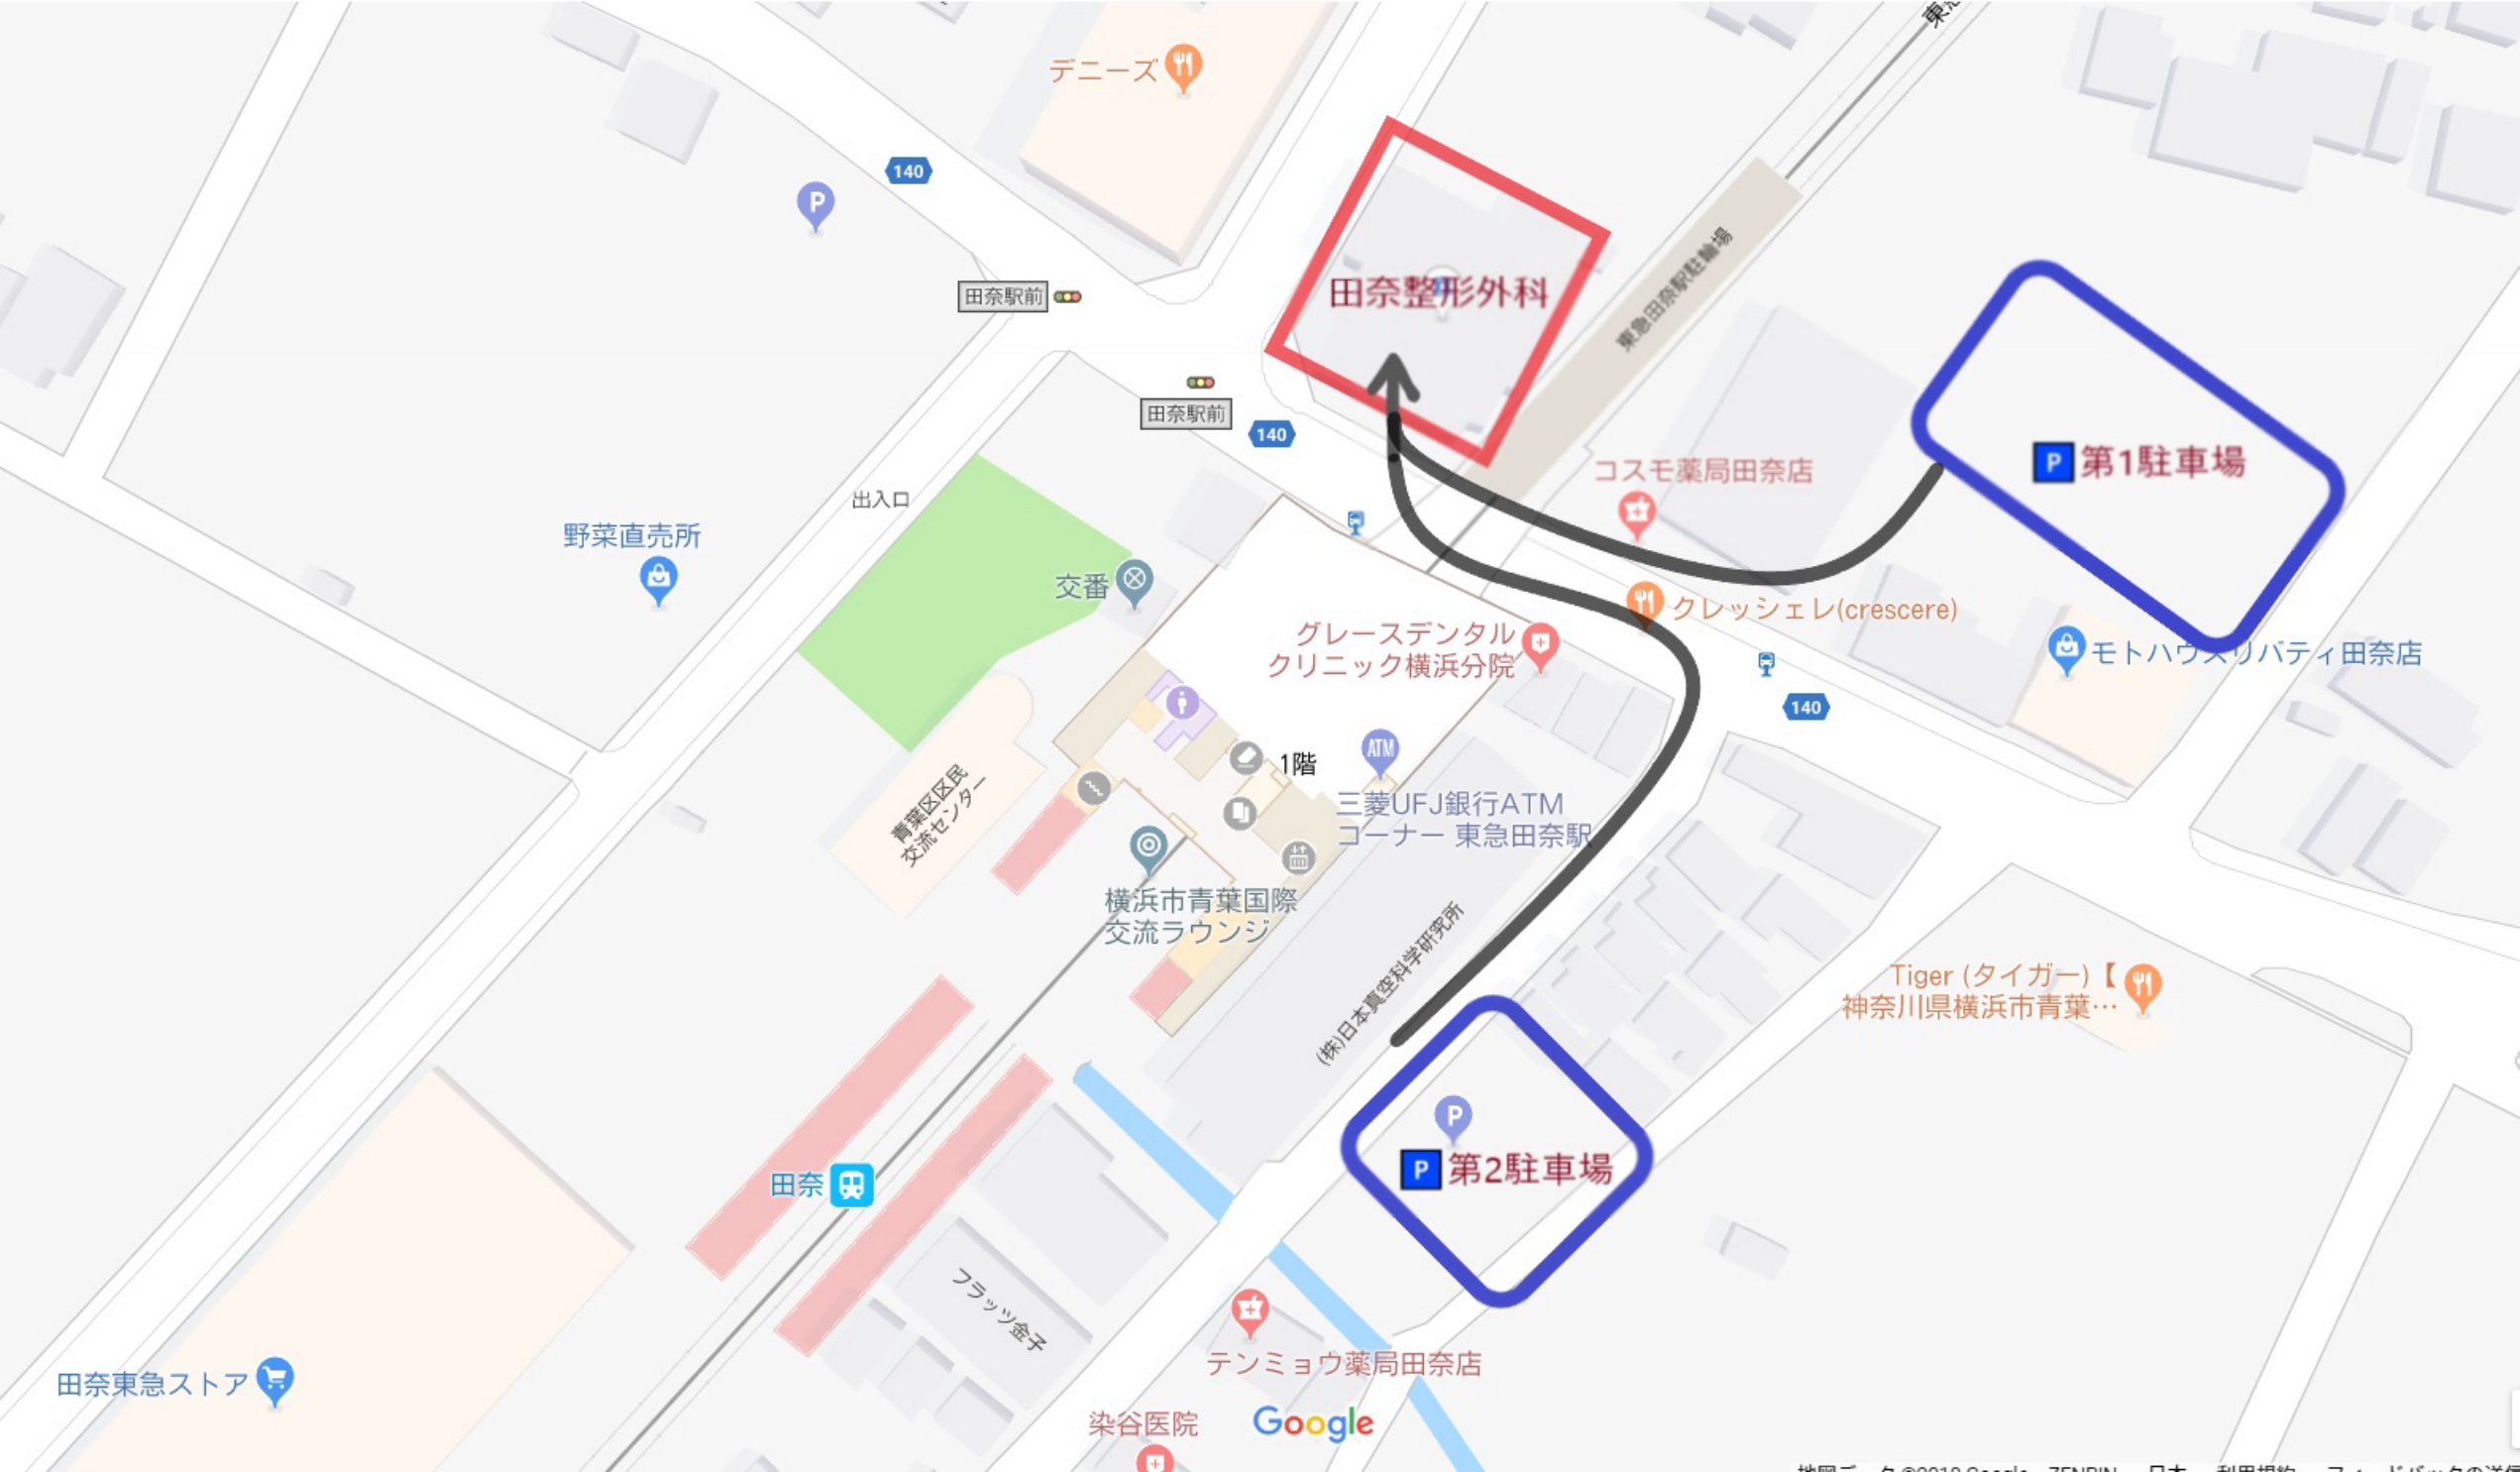 東急
デニーズ
140
P
東急田奈駅駐輪場
田奈駅前
田奈整形外科
田奈駅前
140
コスモ薬局田奈店
P 第1駐車場
出入口
野菜直売所
交番
クレッシェレ(crescere)
グレースデンタル
クリニック横浜分院
モトハウスリバティ田奈店
140
ATM
1階
三菱UFJ銀行ATM
コーナー 東急田奈駅
青葉区区民
交流センター
横浜市青葉国際
交流ラウンジ
(株)日本真空科学研究所
Tiger (タイガー)【
神奈川県横浜市青葉…
P
P 第2駐車場
田奈
フラッツ金子
テンミョウ薬局田奈店
田奈東急ストア
染谷医院
Google